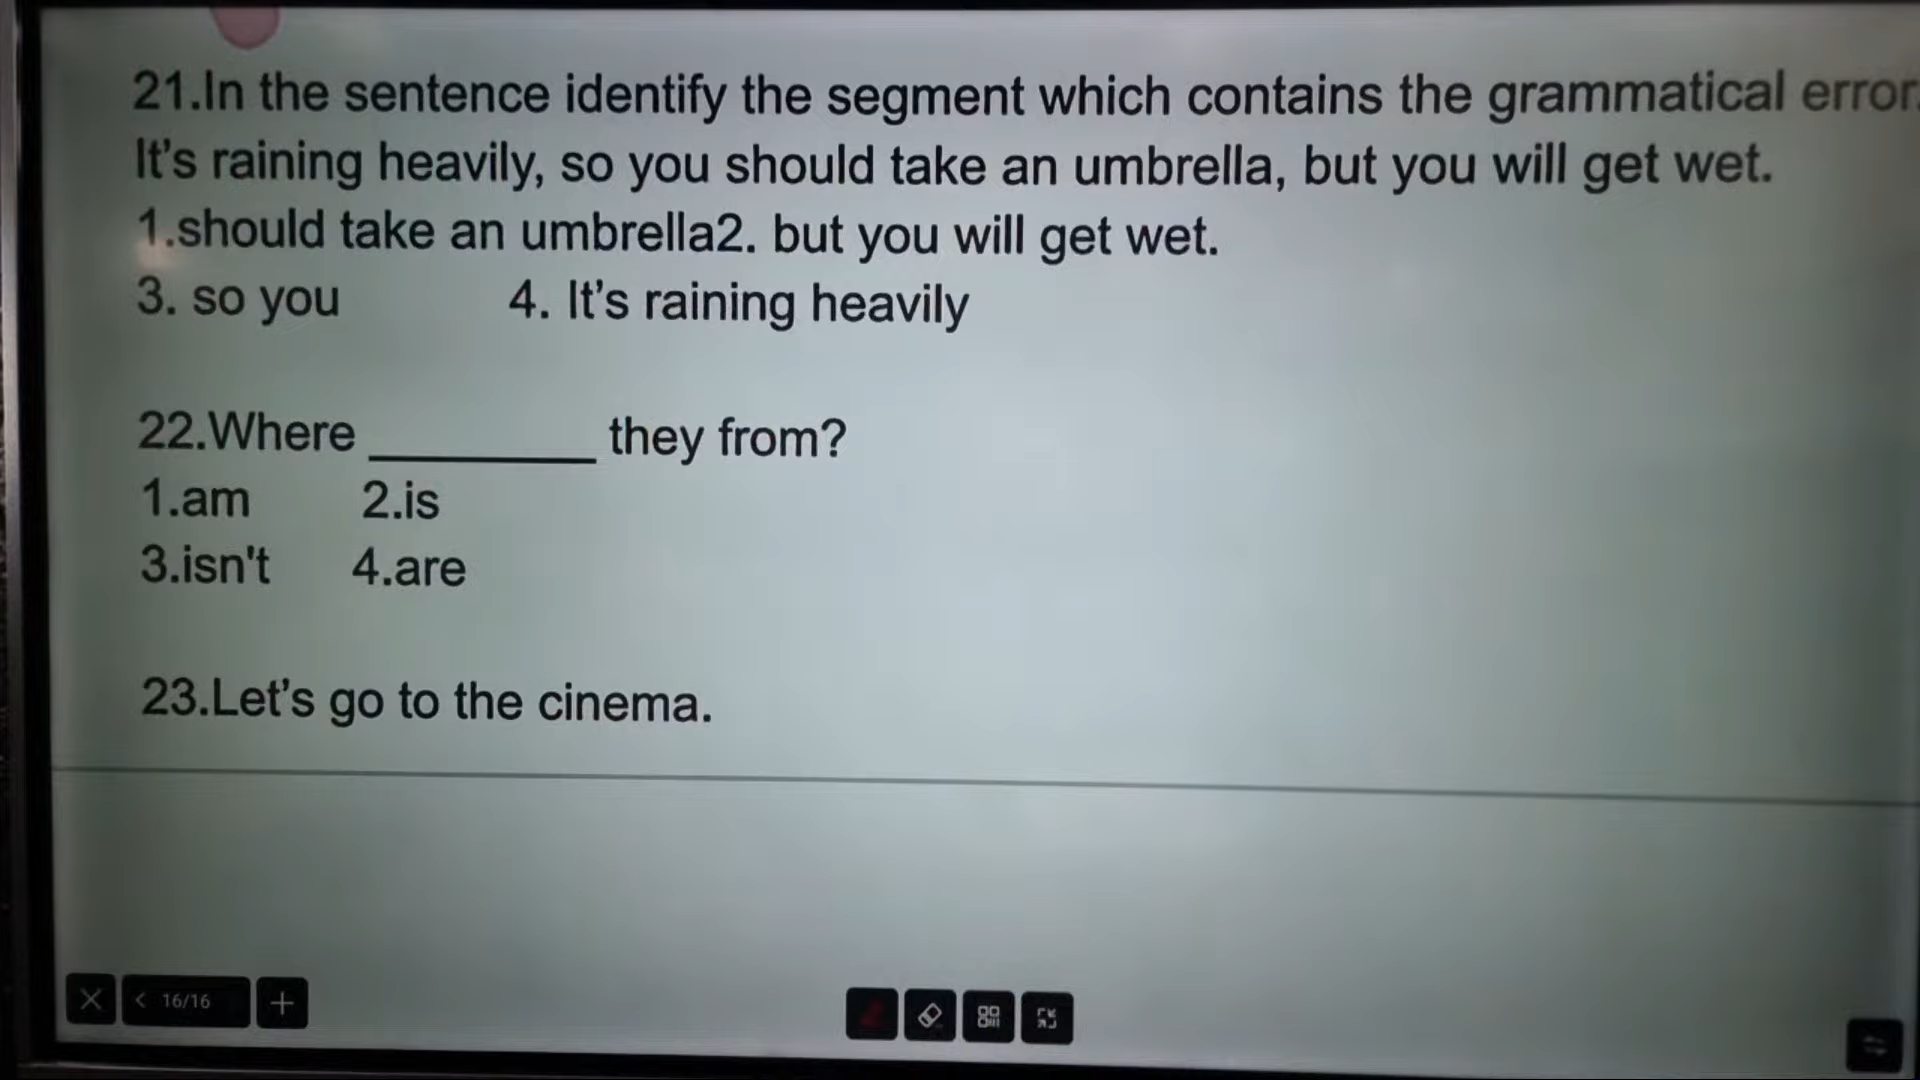 21.In the sentence identify the segment which contains the grammatical error.
It's raining heavily, so you should take an umbrella, but you will get wet.
1.should take an umbrella2. but you will get wet.
3. so you 4. It's raining heavily
22.Where ________ they from?
1.am 2.is
3.isn't 4.are
23.Let's go to the cinema.
16/16